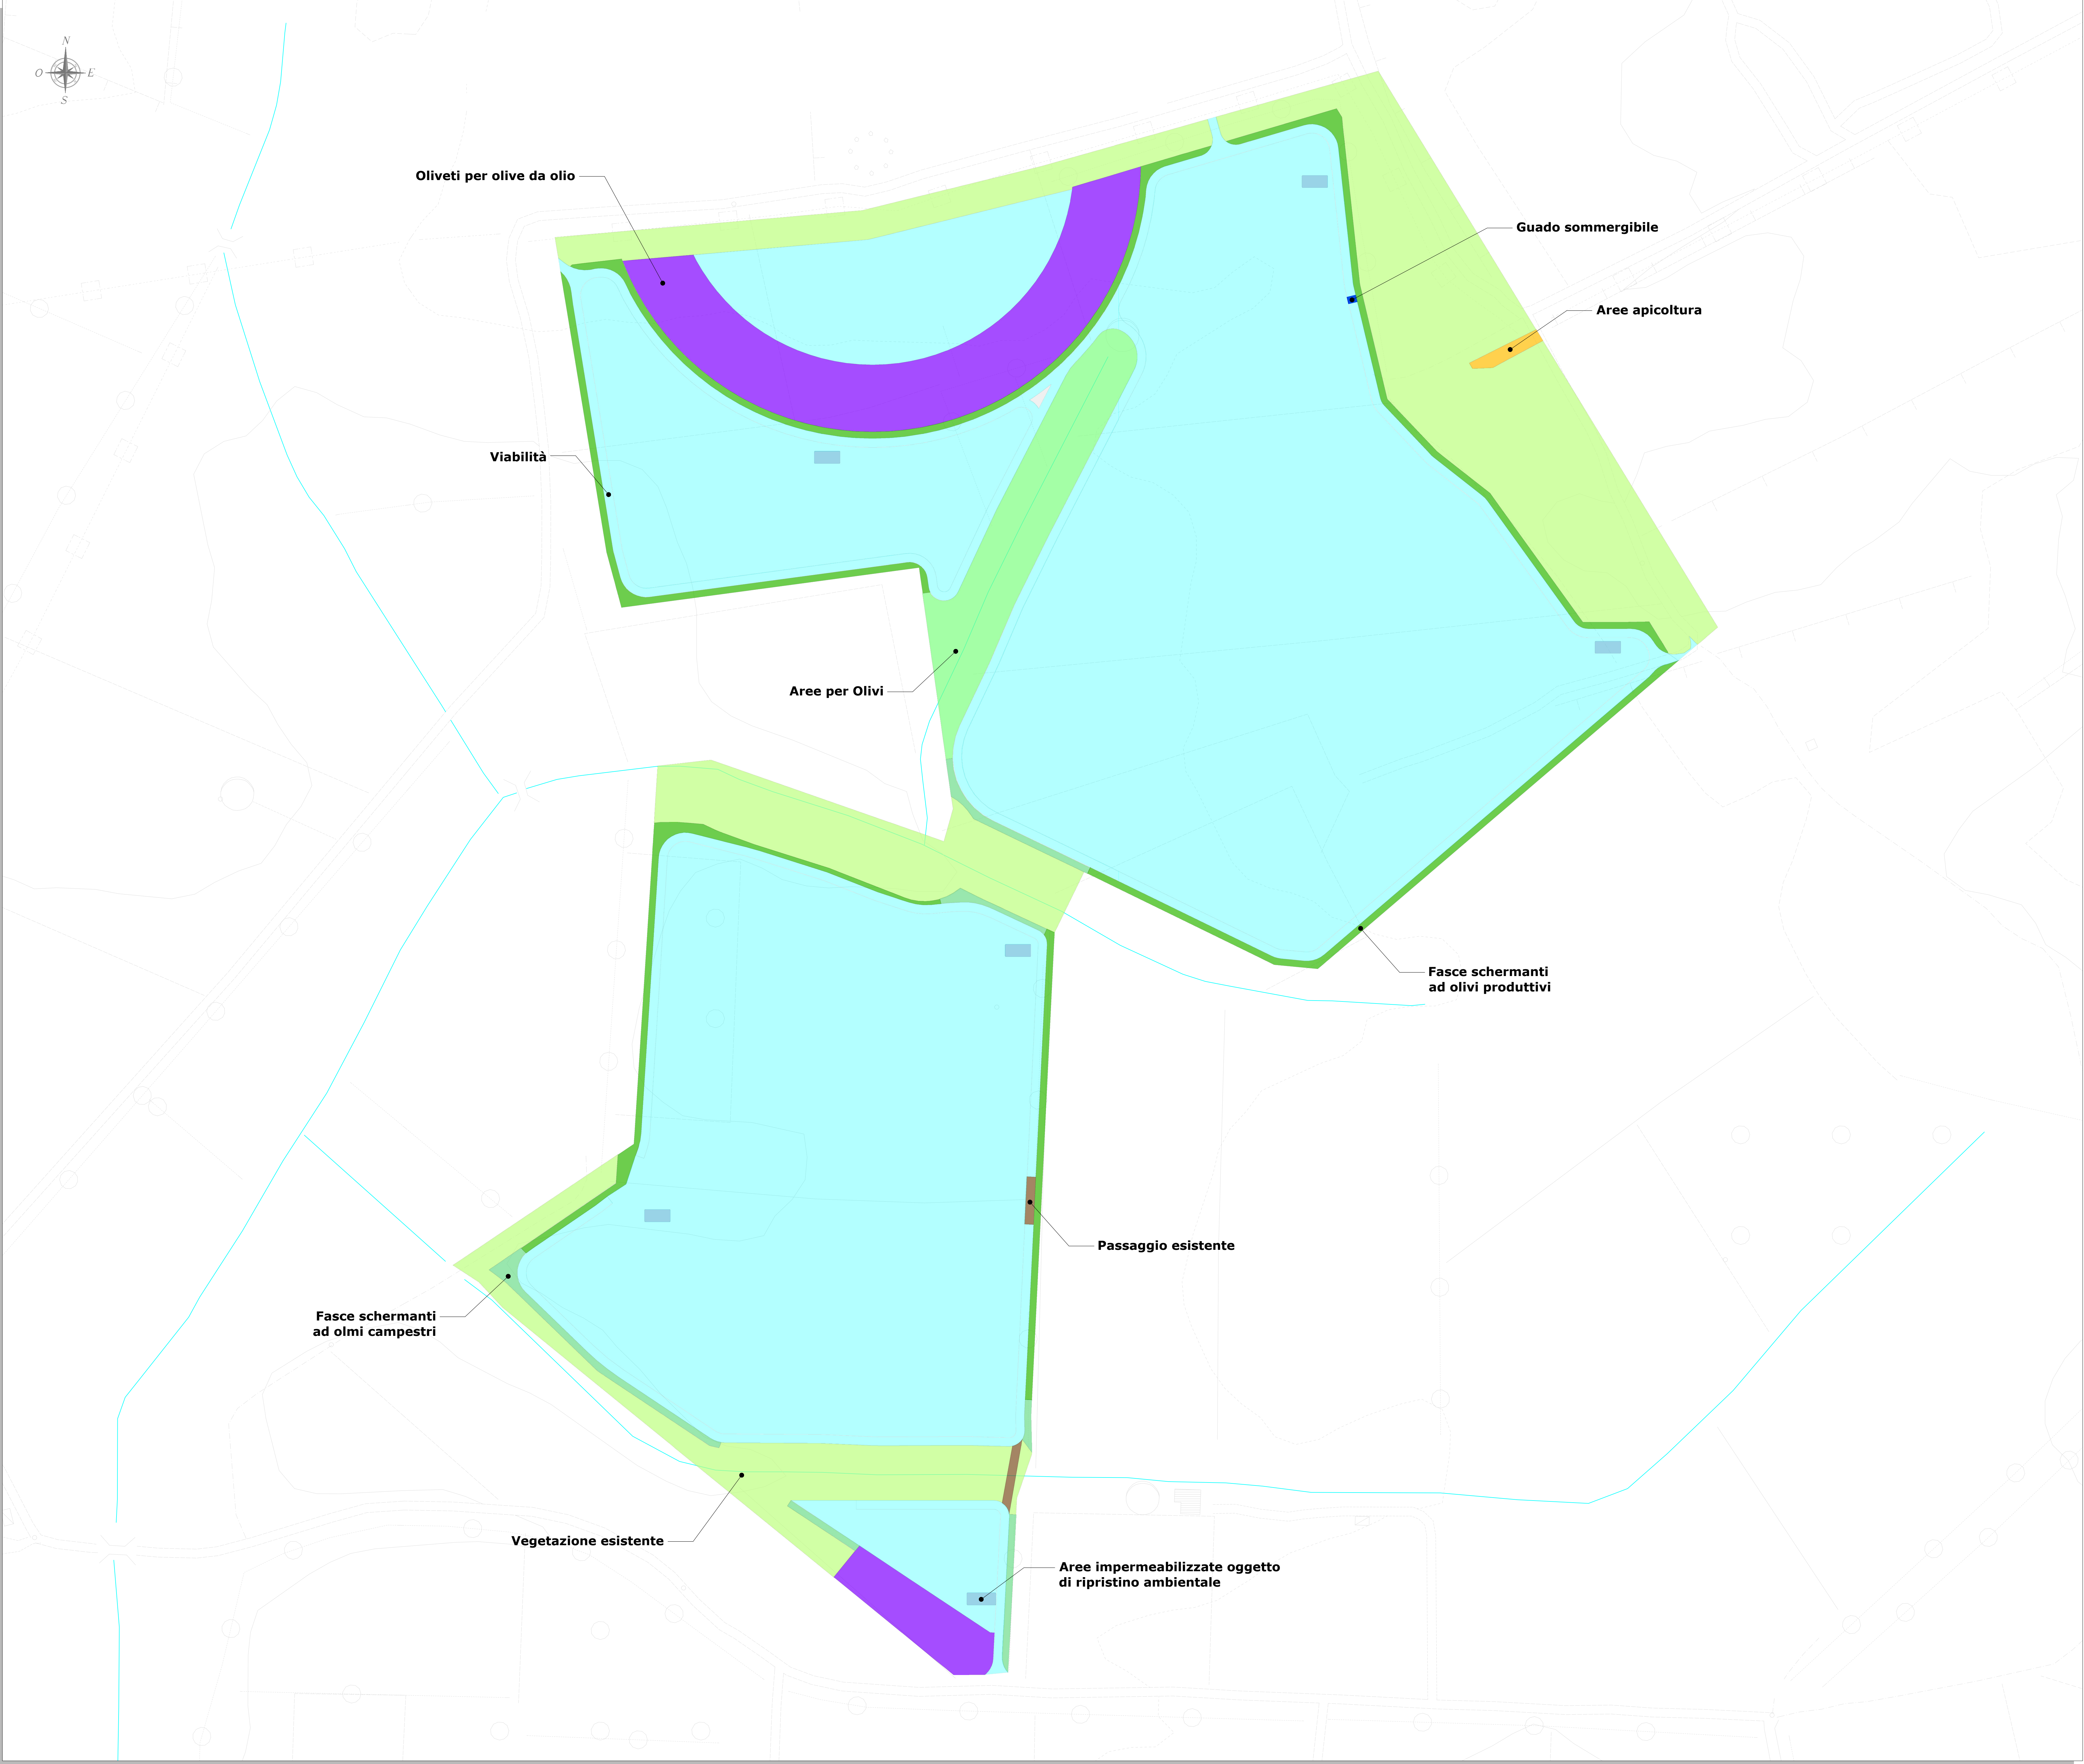 N
O E
S
Oliveti per olive da olio
Guado sommergibile
Aree apicoltura
Viabilità
Aree per Olivi
Fasce schermanti
ad olivi produttivi
Passaggio esistente
Fasce schermanti
ad olmi campestri
Vegetazione esistente
Aree impermeabilizzate oggetto
di ripristino ambientale